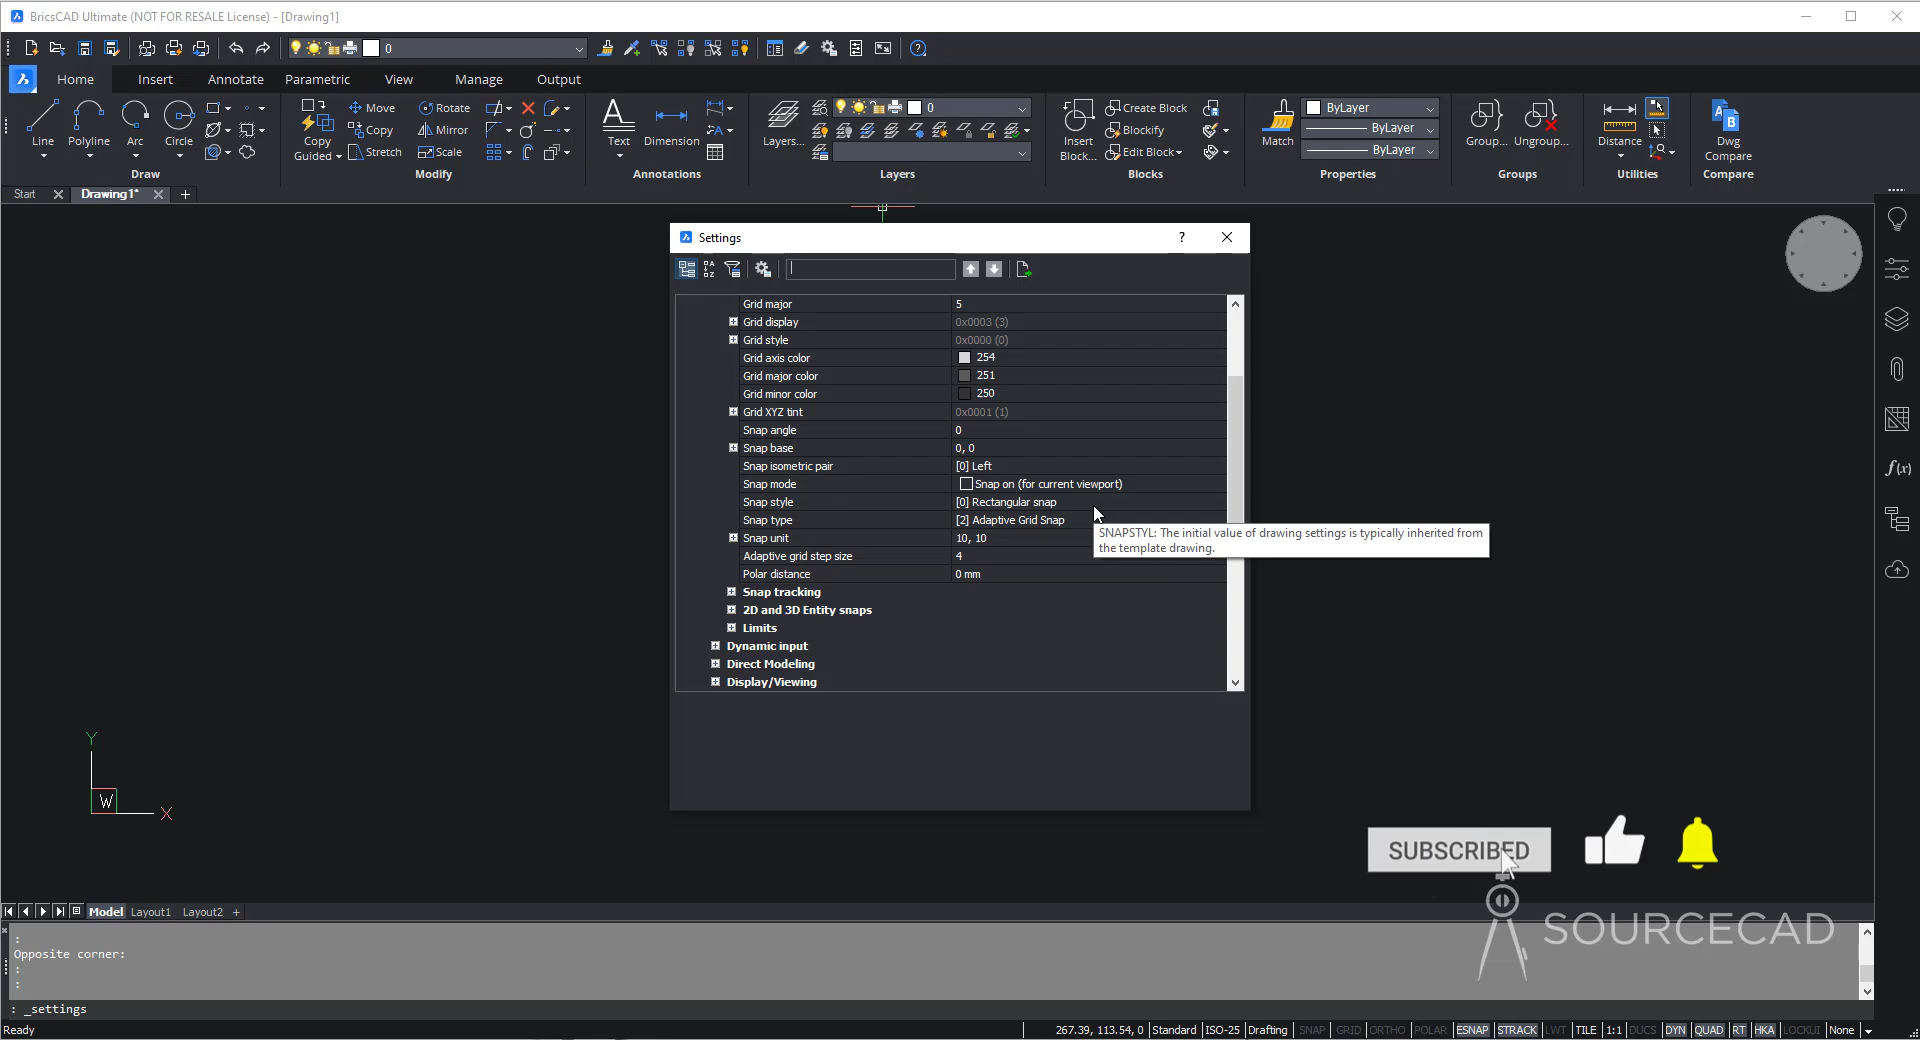 BricsCAD Ultimate (NOT FOR RESALE License) - [Drawing1]
0
Home Insert Annotate Parametric View Manage Output
Line Polyline Arc Circle
Draw
Copy Guided
Move Rotate
Copy Mirror
Stretch Scale
Modify
Text Dimension
Annotations
Layers...
0
Layers
Insert Block...
Create Block
Blockify
Edit Block
Blocks
Match
ByLayer
ByLayer
ByLayer
Properties
Group... Ungroup...
Groups
Distance
Utilities
Dwg Compare
Compare
Start Drawing1*
Settings ?
Grid major 5
Grid display 0x0003 (3)
Grid style 0x0000 (0)
Grid axis color 254
Grid major color 251
Grid minor color 250
Grid XYZ tint 0x0001 (1)
Snap angle 0
Snap base 0, 0
Snap isometric pair [0] Left
Snap mode Snap on (for current viewport)
Snap style [0] Rectangular snap
Snap type [2] Adaptive Grid Snap
Snap unit 10, 10
Adaptive grid step size 4
Polar distance 0 mm
Snap tracking
2D and 3D Entity snaps
Limits
Dynamic input
Direct Modeling
Display/Viewing
SNAPSTYL: The initial value of drawing settings is typically inherited from
the template drawing.
f(x)
Y
W
X
SUBSCRIBED
SOURCECAD
Model Layout1 Layout2 +
:
Opposite corner:
:
:
: _settings
Ready 267.39, 113.54, 0 Standard ISO-25 Drafting SNAP GRID ORTHO POLAR ESNAP STRACK LWT TILE 1:1 DUCS DYN QUAD RT HKA LOCKUI None